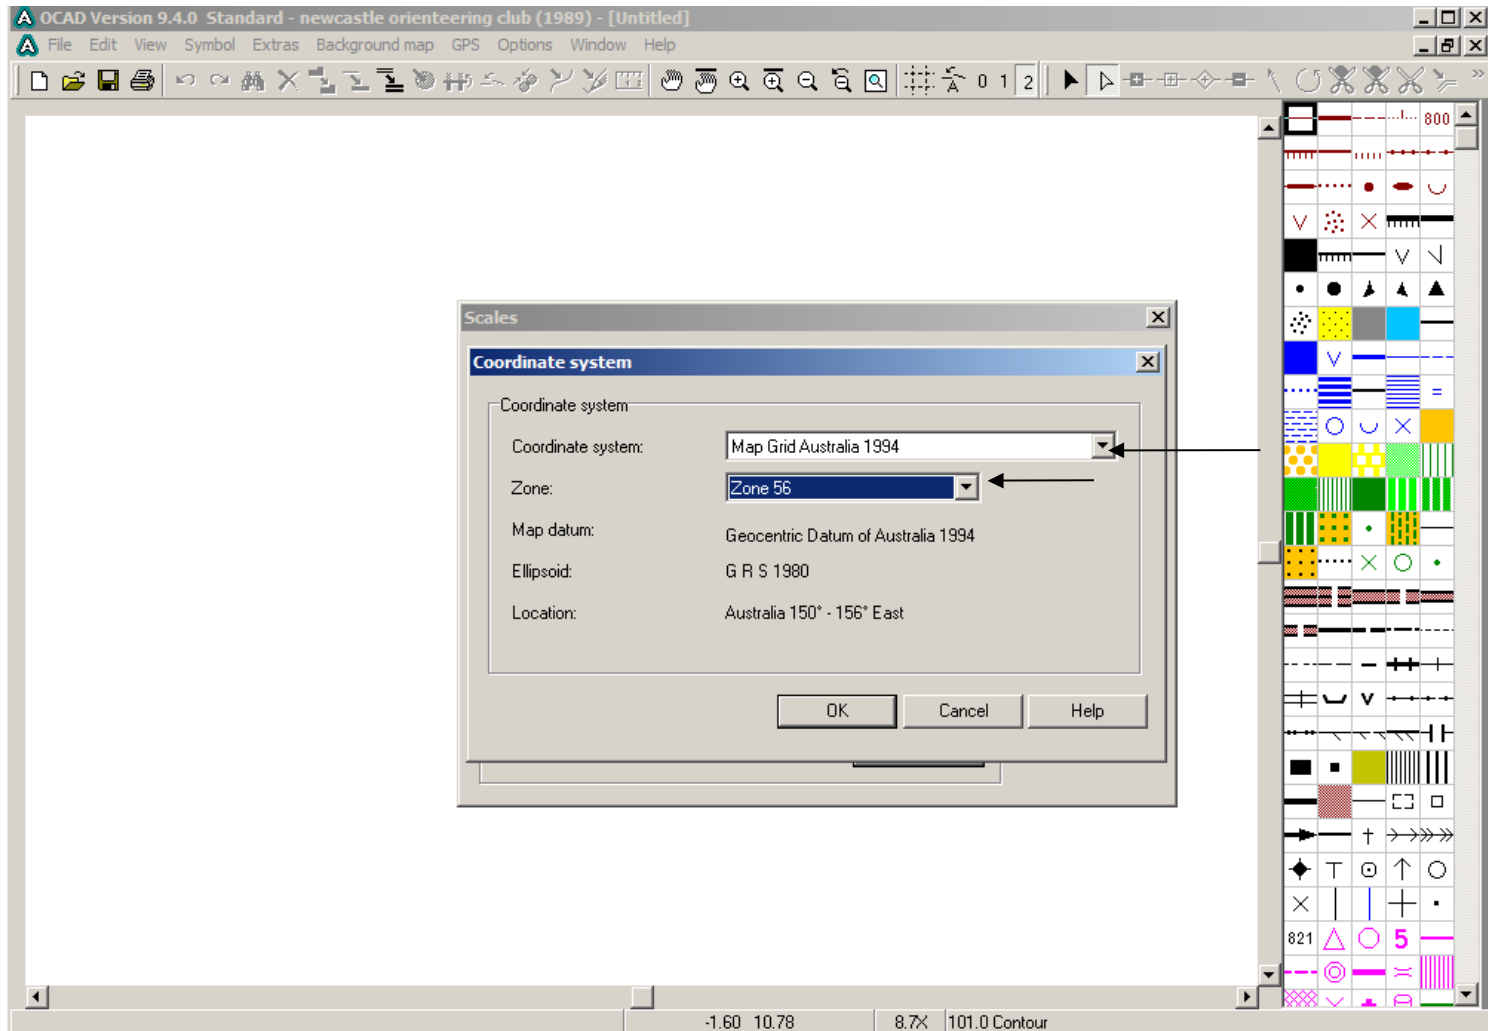 OCAD Version 9.4.0 Standard - newcastle orienteering club (1989) - [Untitled]
File Edit View Symbol Extras Background map GPS Options Window Help
A 0 1 2 »
800
Scales
Coordinate system
Coordinate system
Coordinate system: Map Grid Australia 1994
Zone: Zone 56
Map datum: Geocentric Datum of Australia 1994
Ellipsoid: G R S 1980
Location: Australia 150° - 156° East
OK Cancel Help
821 5
-1.60 10.78 8.7X 101.0 Contour